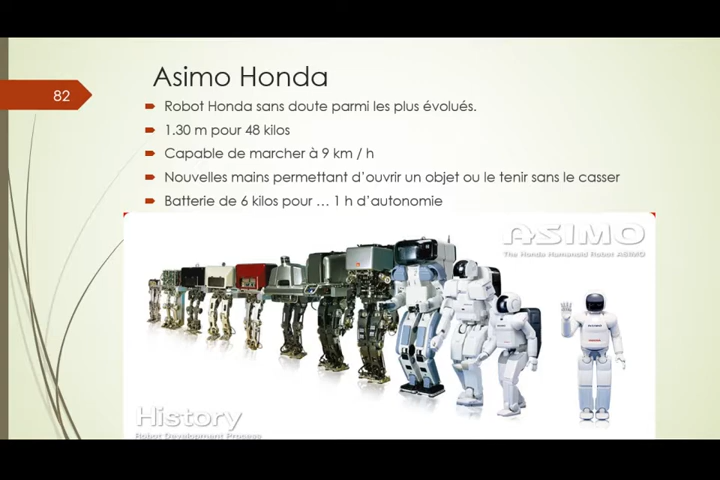 82
Asimo Honda
Robot Honda sans doute parmi les plus évolués.
1.30 m pour 48 kilos
Capable de marcher à 9 km / h
Nouvelles mains permettant d'ouvrir un objet ou le tenir sans le casser
Batterie de 6 kilos pour … 1 h d'autonomie
ASIMO
The Honda Humanoid Robot ASIMO
History
Robot Development Process